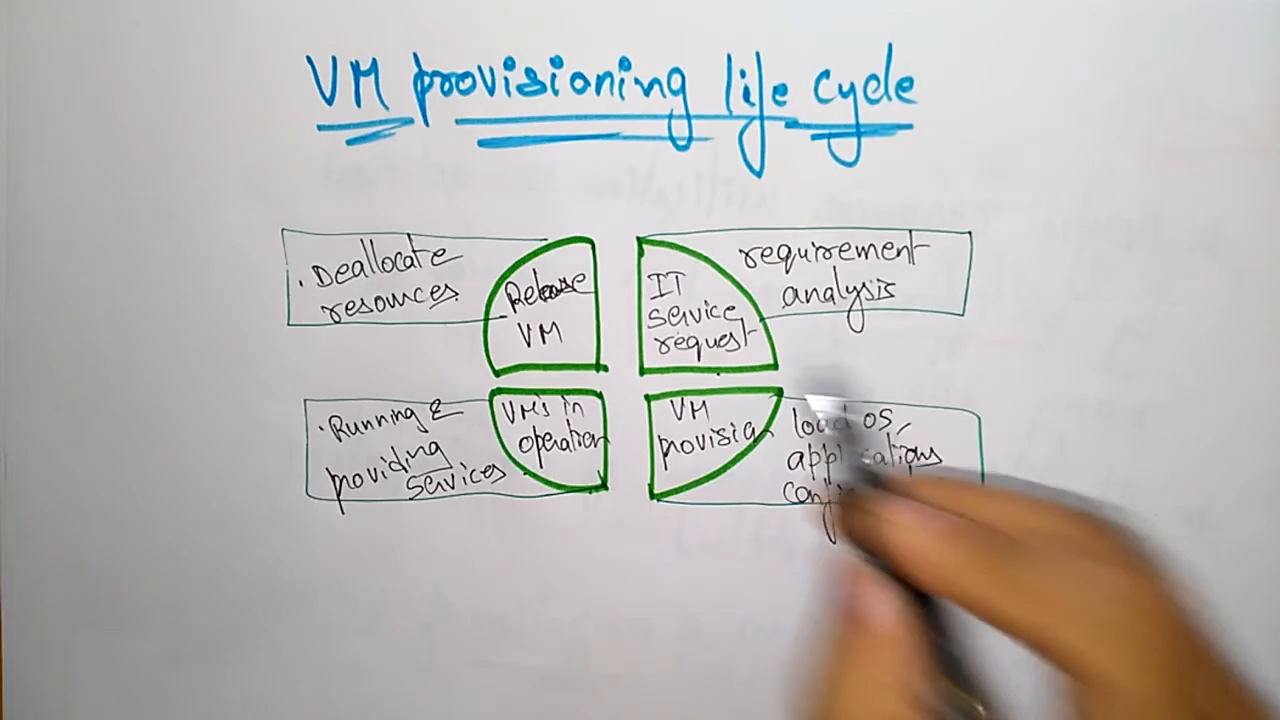 VM provisioning life cycle
. Deallocate
resources.
Release
VM
IT
service
request
requirement
analysis
. Running &
providing
services
VM's in
operation
VM
provision
load OS,
applications